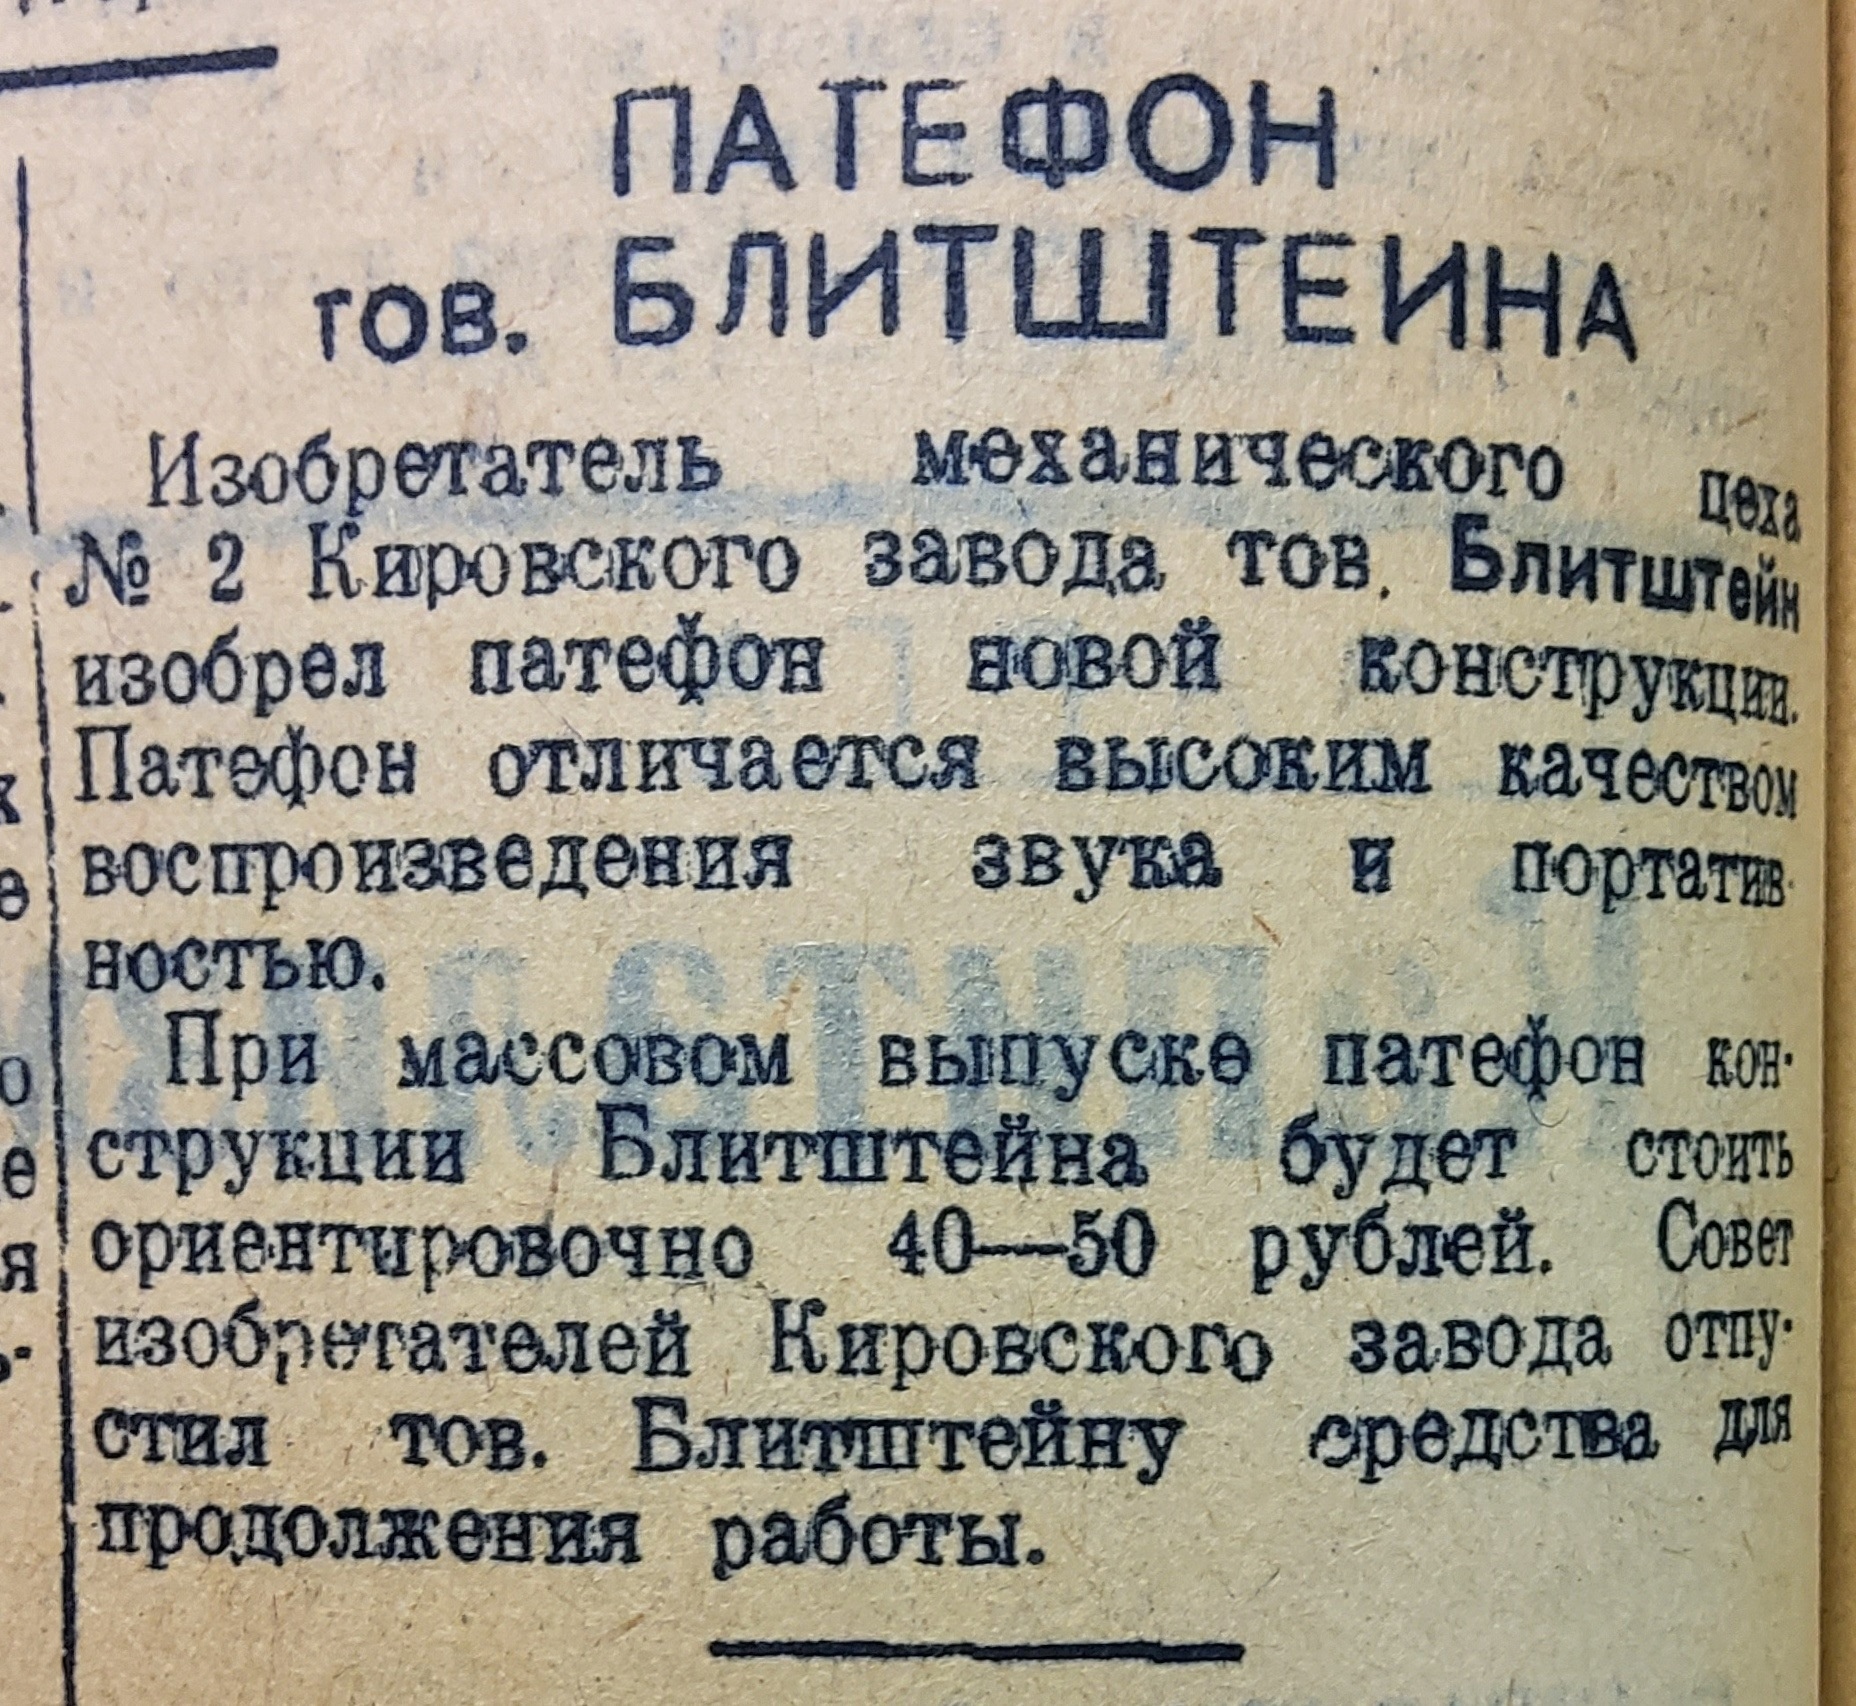 ПАТЕФОН
тов. БЛИТШТЕИНА
Изобретатель механического цеха
№ 2 Кировского завода тов. Блитштейн
изобрел патефон новой конструкции.
Патефон отличается высоким качеством
воспроизведения звука и портатив-
ностью.
При массовом выпуске патефон кон-
струкции Блитштейна будет стоить
ориентировочно 40—50 рублей. Совет
изобретателей Кировского завода отпу-
стил тов. Блитштейну средства для
продолжения работы.